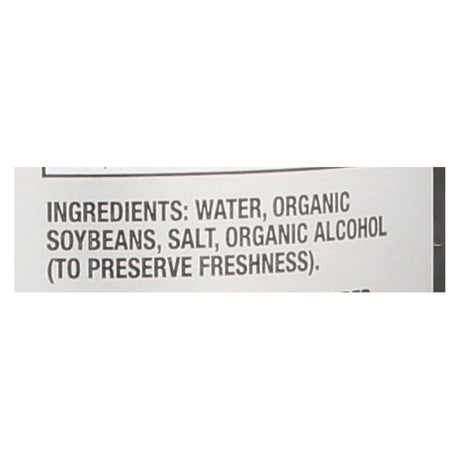 INGREDIENTS: WATER, ORGANIC
SOYBEANS, SALT, ORGANIC ALCOHOL
(TO PRESERVE FRESHNESS).